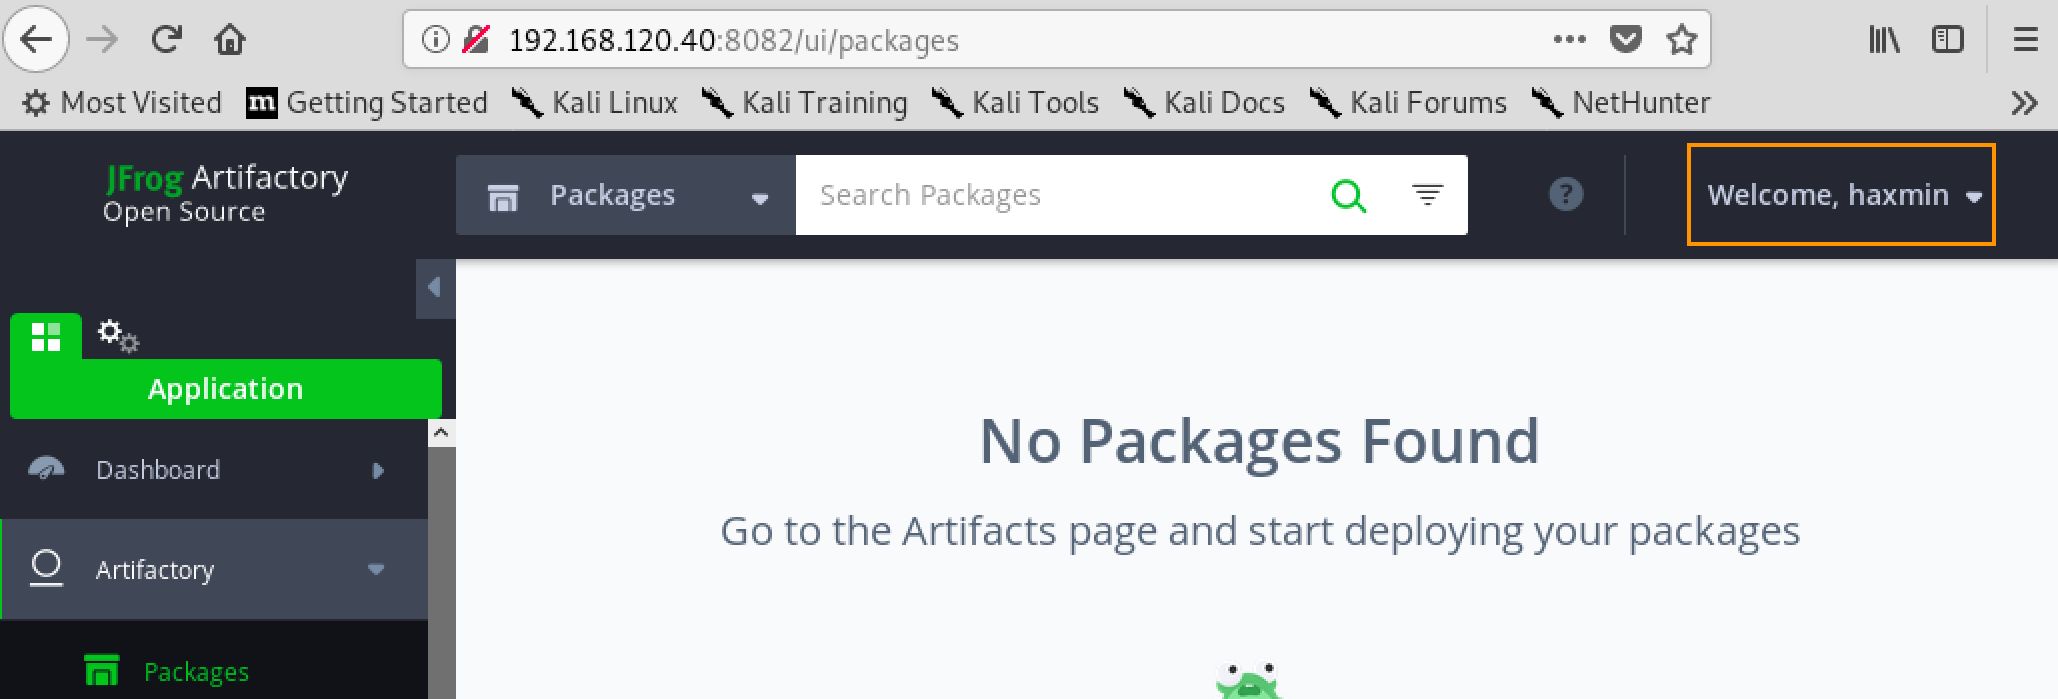 192.168.120.40:8082/ui/packages
Most Visited m Getting Started Kali Linux Kali Training Kali Tools Kali Docs Kali Forums NetHunter
JFrog Artifactory
Open Source
Packages
Search Packages
?
Welcome, haxmin
Application
Dashboard
Artifactory
Packages
No Packages Found
Go to the Artifacts page and start deploying your packages